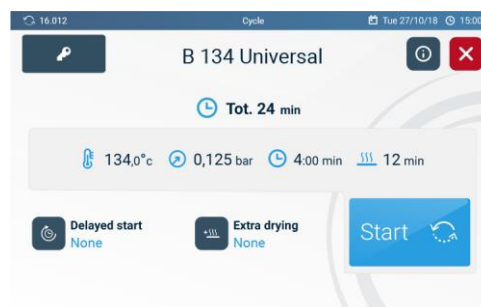 16.012 Cycle Tue 27/10/18 15:00
B 134 Universal
Tot. 24 min
134,0°c 0,125 bar 4:00 min 12 min
Delayed start
None
Extra drying
None
Start